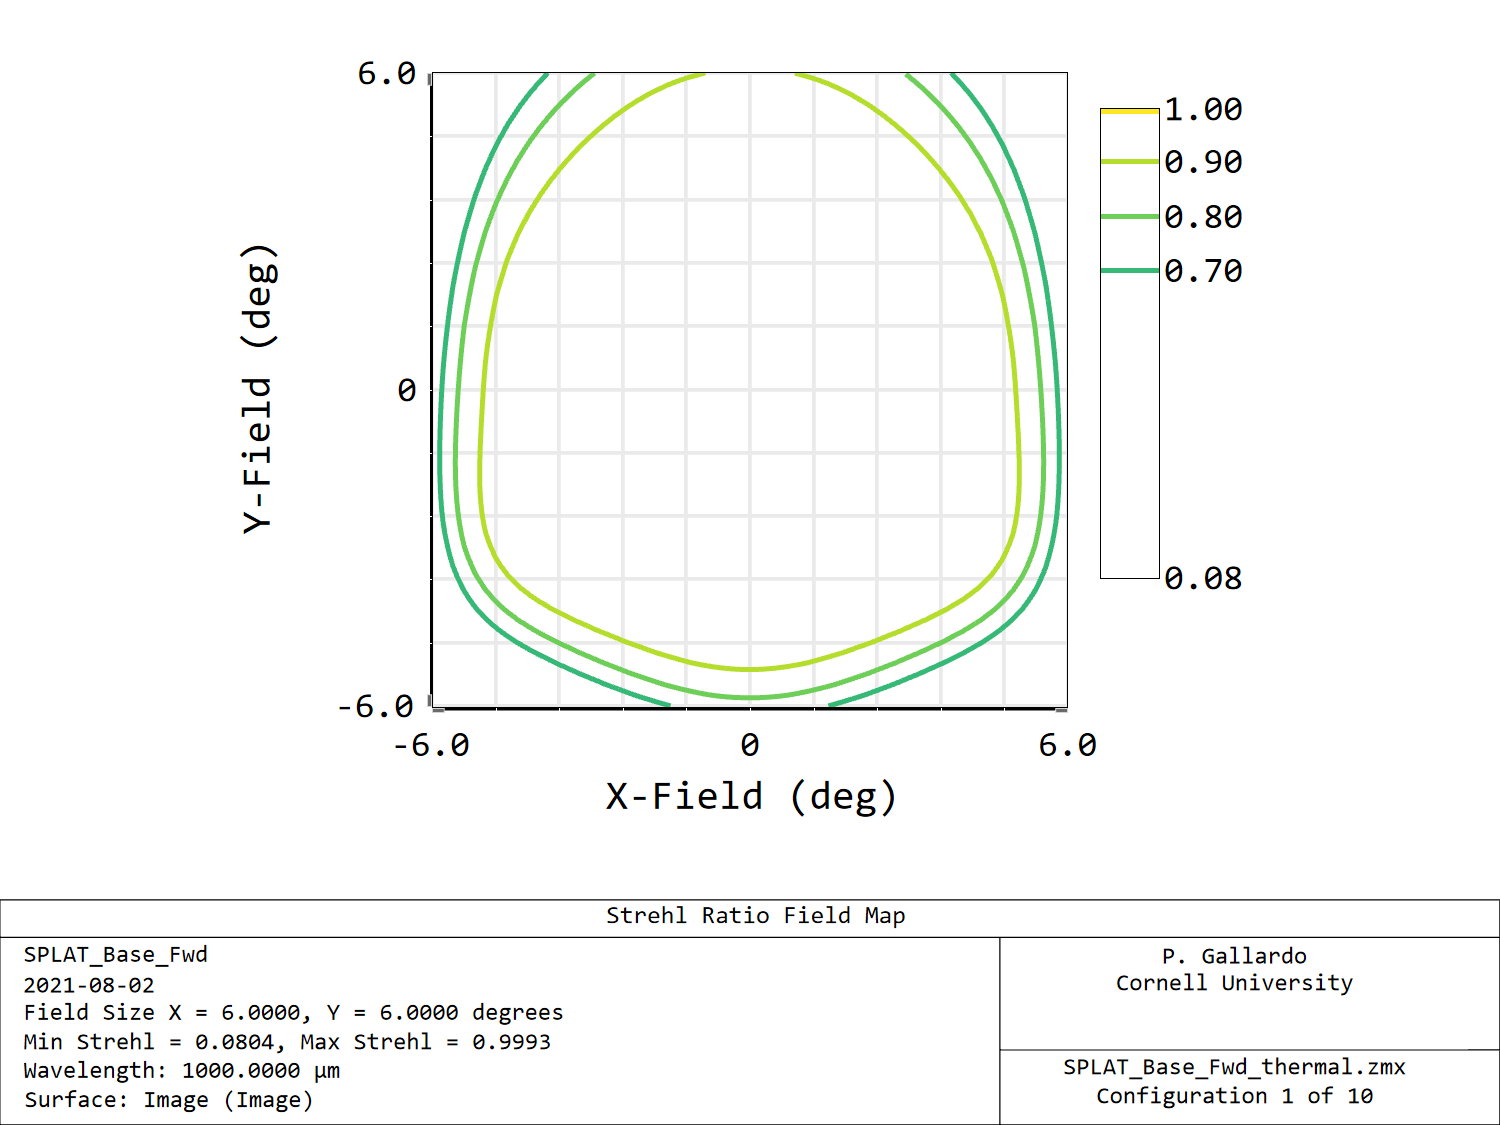 6.0
0
-6.0
Y-Field (deg)
-6.0
0
6.0
X-Field (deg)
1.00
0.90
0.80
0.70
0.08
Strehl Ratio Field Map
SPLAT_Base_Fwd
2021-08-02
Field Size X = 6.0000, Y = 6.0000 degrees
Min Strehl = 0.0804, Max Strehl = 0.9993
Wavelength: 1000.0000 µm
Surface: Image (Image)
P. Gallardo
Cornell University
SPLAT_Base_Fwd_thermal.zmx
Configuration 1 of 10